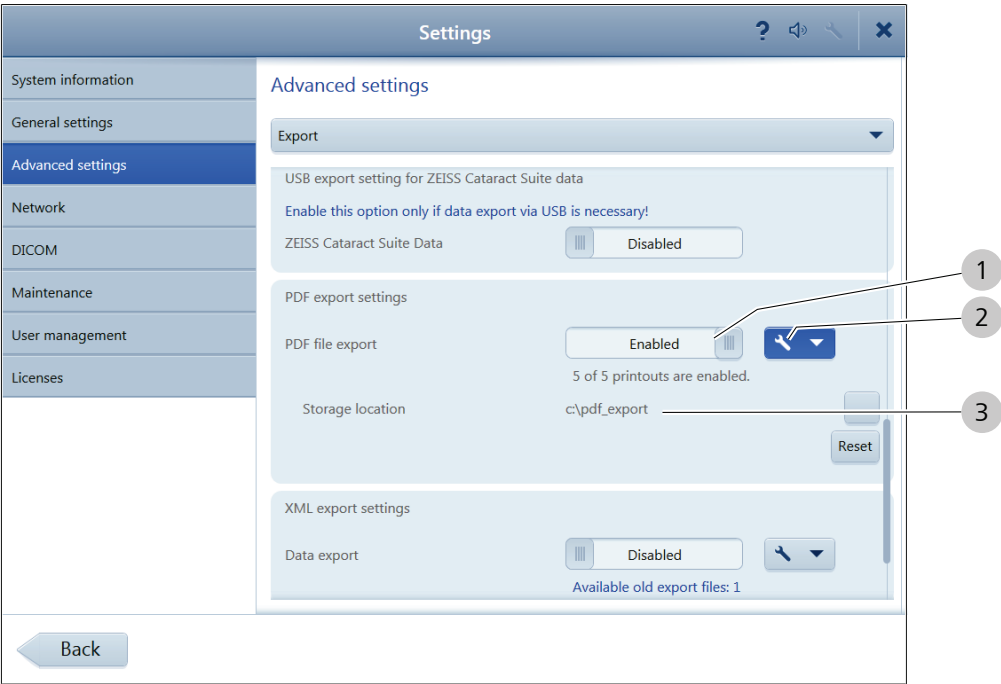 Settings
?
System information
General settings
Advanced settings
Network
DICOM
Maintenance
User management
Licenses
Advanced settings
Export
USB export setting for ZEISS Cataract Suite data
Enable this option only if data export via USB is necessary!
ZEISS Cataract Suite Data
Disabled
PDF export settings
PDF file export
Enabled
5 of 5 printouts are enabled.
Storage location
c:\pdf_export
Reset
XML export settings
Data export
Disabled
Available old export files: 1
Back
1
2
3